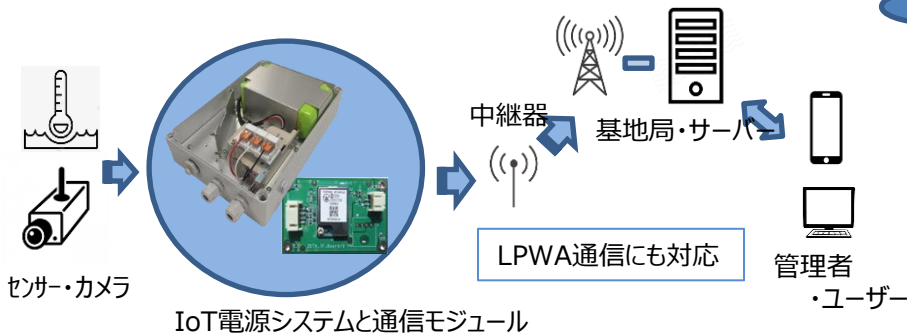 中継器
基地局・サーバー
LPWA通信にも対応
センサー・カメラ
管理者
・ユーザー
IoT電源システムと通信モジュール